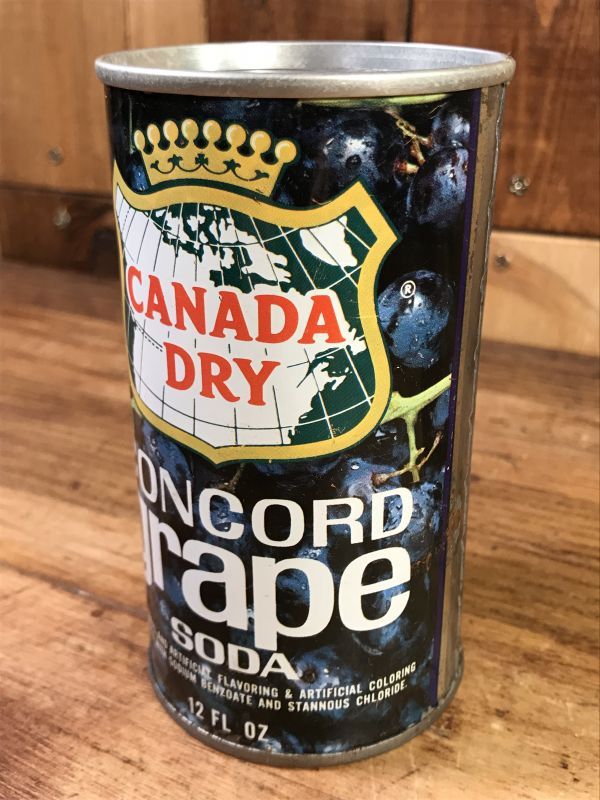 CANADA
DRY
®
ONCORD
rape
SODA
ARTIFICIAL FLAVORING & ARTIFICIAL COLORING
SODIUM BENZOATE AND STANNOUS CHLORIDE.
12 FL OZ